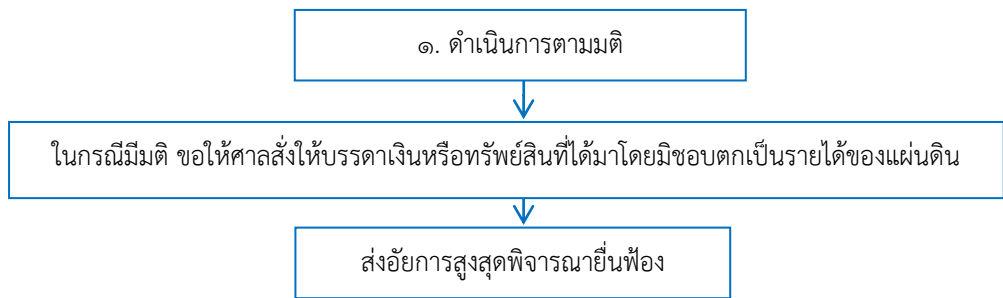 ๑. ดำเนินการตามมติ
ในกรณีมีมติ ขอให้ศาลสั่งให้บรรดาเงินหรือทรัพย์สินที่ได้มาโดยมิชอบตกเป็นรายได้ของแผ่นดิน
ส่งอัยการสูงสุดพิจารณายื่นฟ้อง